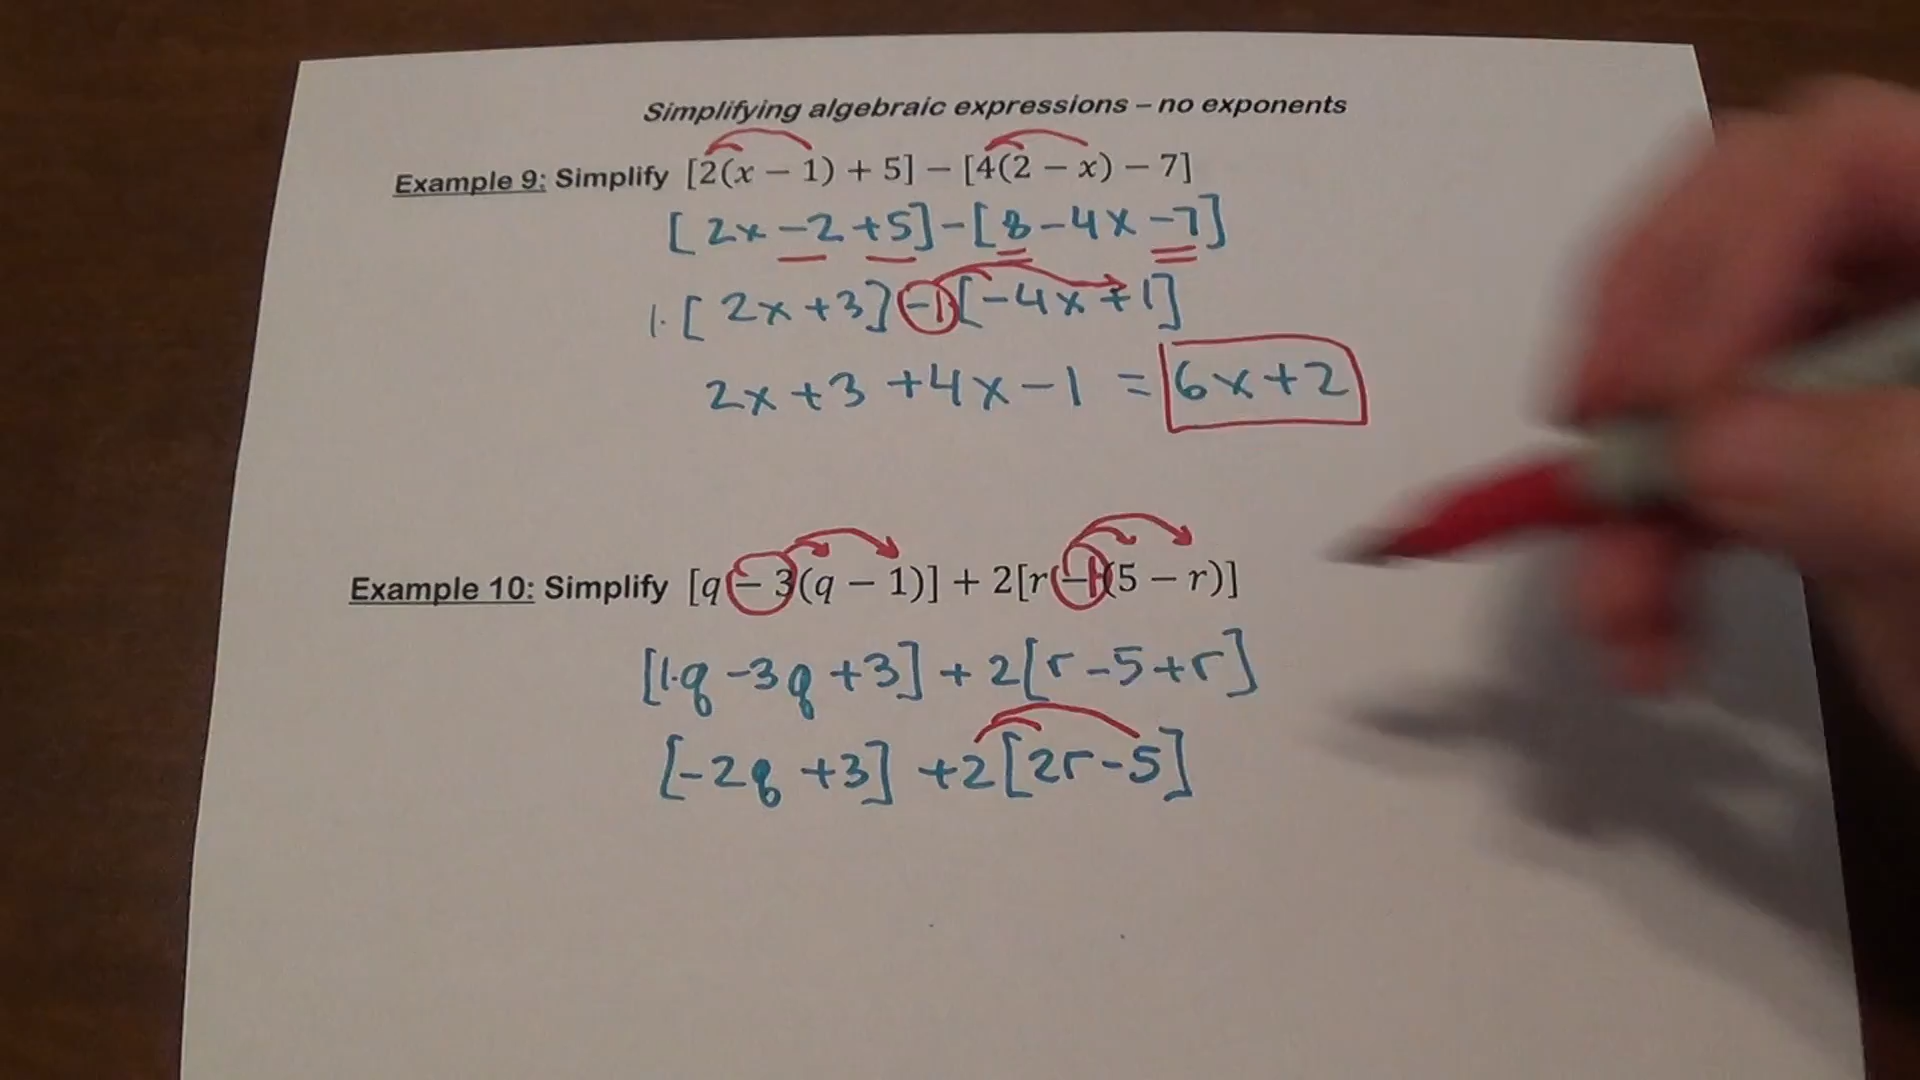 Simplifying algebraic expressions – no exponents
Example 9: Simplify [2(x − 1) + 5] − [4(2 − x) − 7]
[2x −2 +5] − [8 −4x −7]
1·[2x+3] −1[−4x+1]
2x+3 +4x−1 = 6x+2
Example 10: Simplify [q − 3(q − 1)] + 2[r −1(5 − r)]
[1·q −3q +3] + 2[r −5+r]
[−2q +3] +2[2r−5]